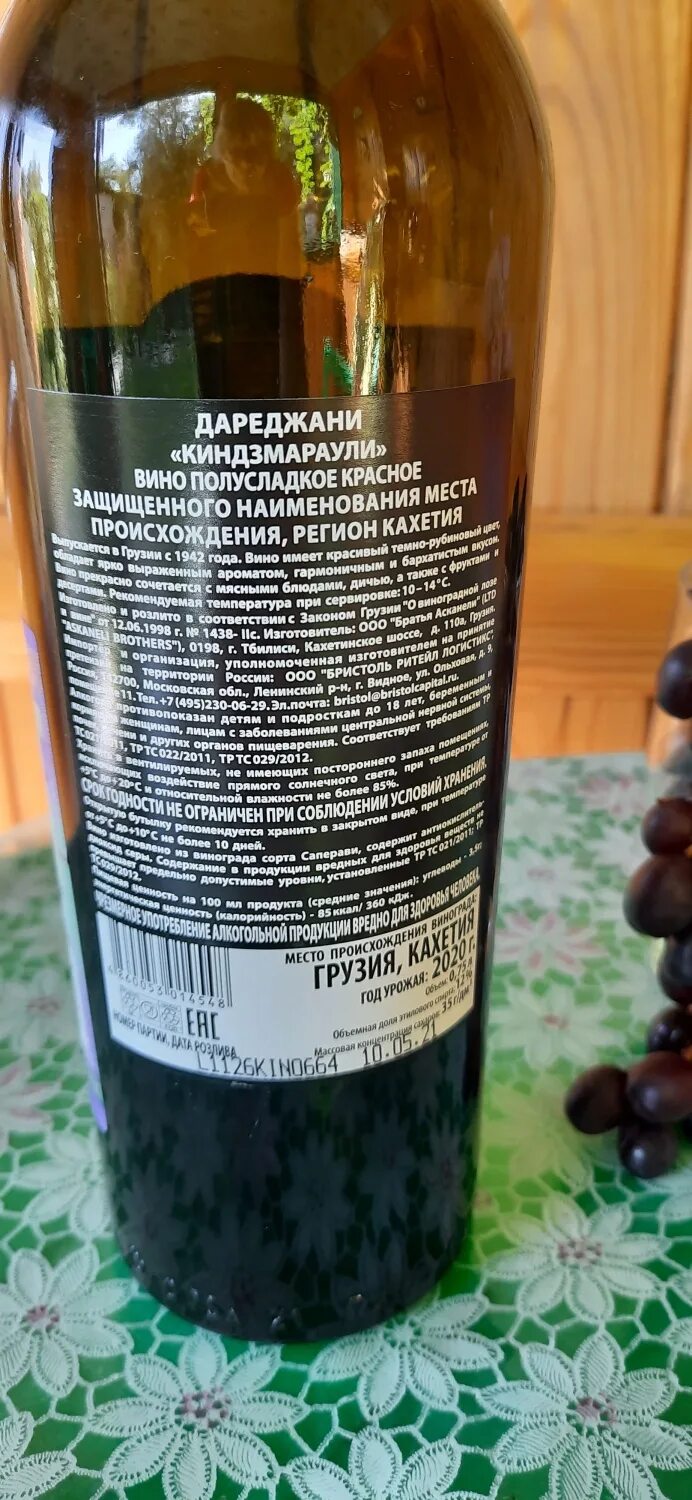 ДАРЕДЖАНИ
«КИНДЗМАРАУЛИ»
ВИНО ПОЛУСЛАДКОЕ КРАСНОЕ
ЗАЩИЩЕННОГО НАИМЕНОВАНИЯ МЕСТА
ПРОИСХОЖДЕНИЯ, РЕГИОН КАХЕТИЯ
Выпускается в Грузии с 1942 года. Вино имеет красивый темно-рубиновый цвет,
обладает ярко выраженным ароматом, гармоничным и бархатистым вкусом.
Вино прекрасно сочетается с мясными блюдами, дичью, а также с фруктами и
десертами. Рекомендуемая температура при сервировке: 10 – 14°С.
Изготовлено и розлито в соответствии с Законом Грузии "О виноградной лозе
и вине" от 12.06.1998 г. № 1438- IIс. Изготовитель: ООО "Братья Асканели" (LTD
"ASKANELI BROTHERS"), 0198, г. Тбилиси, Кахетинское шоссе, д. 110а, Грузия.
Импортер и организация, уполномоченная изготовителем на принятие
претензий на территории России: ООО "БРИСТОЛЬ РИТЕЙЛ ЛОГИСТИКС",
Россия, 142700, Московская обл., Ленинский р-н, г. Видное, ул. Ольховая, д. 9,
11. Тел.+7 (495)230-06-29. Эл.почта: bristol@bristolcapital.ru.
Алкоголь противопоказан детям и подросткам до 18 лет, беременным и
кормящим женщинам, лицам с заболеваниями центральной нервной системы,
почек, печени и других органов пищеварения. Соответствует требованиям ТР
ТС021/2011, ТР ТС 022/2011, ТР ТС 029/2012.
Хранить в вентилируемых, не имеющих постороннего запаха помещениях,
исключающих воздействие прямого солнечного света, при температуре от
+5°С до +20°С и относительной влажности не более 85%.
СРОК ГОДНОСТИ НЕ ОГРАНИЧЕН ПРИ СОБЛЮДЕНИИ УСЛОВИЙ ХРАНЕНИЯ.
Открытую бутылку рекомендуется хранить в закрытом виде, при температуре
от +5°С до +10°С не более 10 дней.
Вино изготовлено из винограда сорта Саперави, содержит антиокислитель-
диоксид серы. Содержание в продукции вредных для здоровья веществ не
превышает предельно допустимые уровни, установленные ТР ТС 021/2011; ТР
ТС029/2012.
Пищевая ценность на 100 мл продукта (средние значения): углеводы - 3,5г
энергетическая ценность (калорийность) - 85 ккал/ 360 кДж.
ЧРЕЗМЕРНОЕ УПОТРЕБЛЕНИЕ АЛКОГОЛЬНОЙ ПРОДУКЦИИ ВРЕДНО ДЛЯ ЗДОРОВЬЯ ЧЕЛОВЕКА.
МЕСТО ПРОИСХОЖДЕНИЯ ВИНОГРАДА:
ГРУЗИЯ, КАХЕТИЯ
ГОД УРОЖАЯ: 2020 г.
Объем: 0,75 л
Объемная доля этилового спирта: 12%
Массовая концентрация сахаров: 35 г/дм³
4 860053 014548
EAC
НОМЕР ПАРТИИ, ДАТА РОЗЛИВА
L1126KIN0664 10.05.21